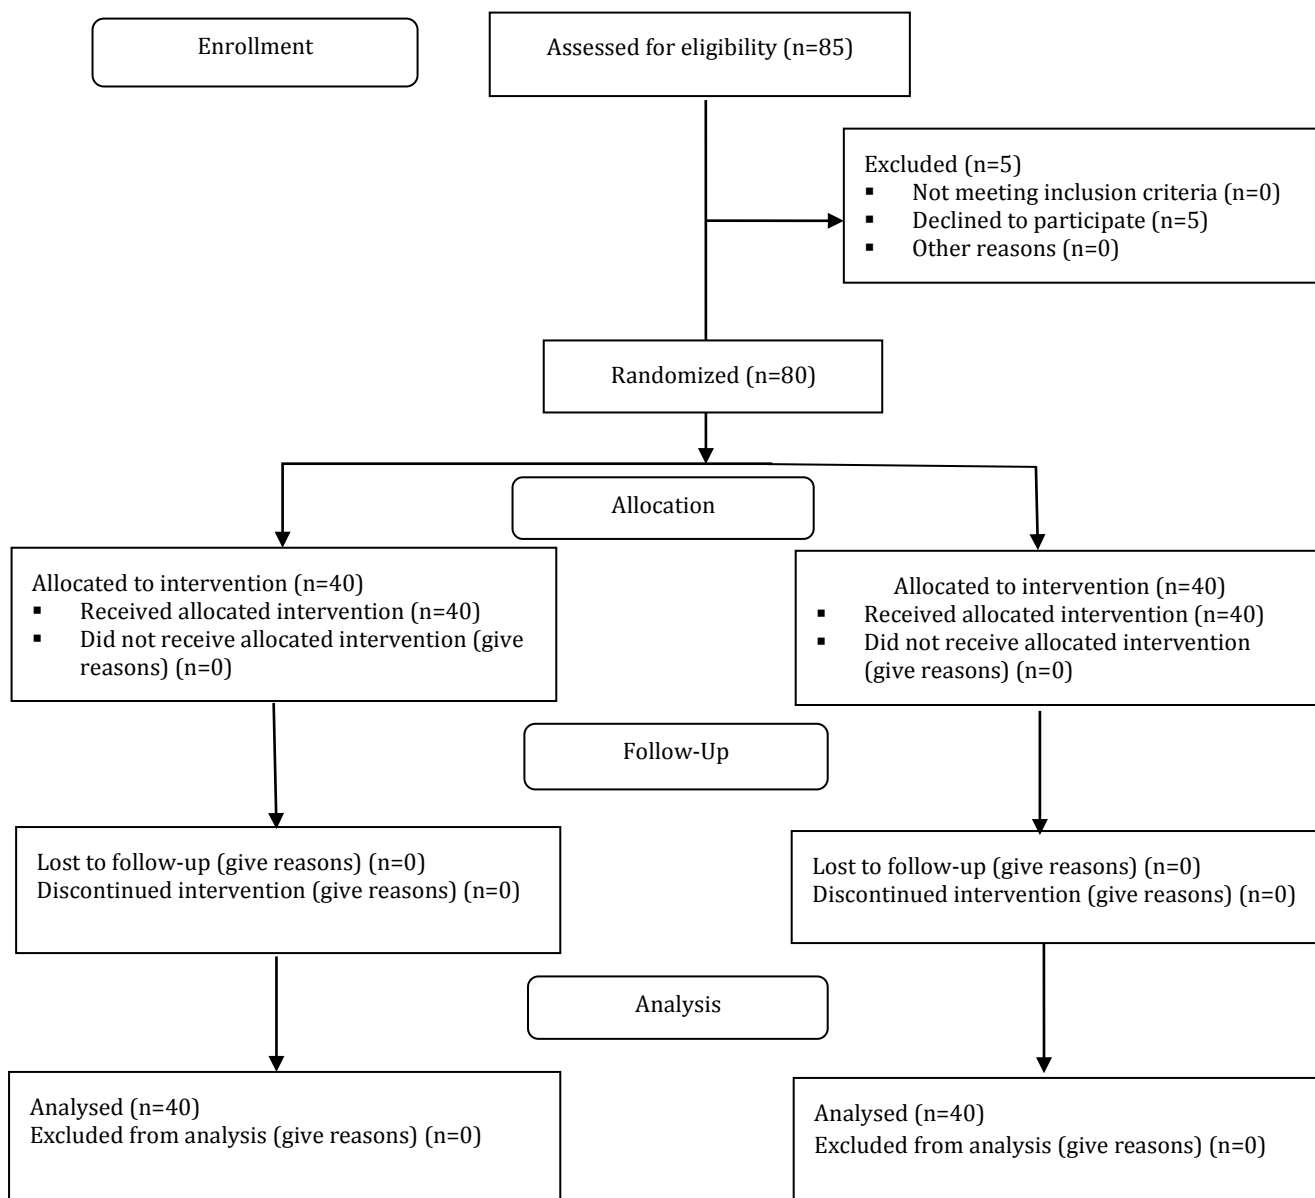 Enrollment
Assessed for eligibility (n=85)
Excluded (n=5)
▪ Not meeting inclusion criteria (n=0)
▪ Declined to participate (n=5)
▪ Other reasons (n=0)
Randomized (n=80)
Allocation
Allocated to intervention (n=40)
▪ Received allocated intervention (n=40)
▪ Did not receive allocated intervention (give
reasons) (n=0)
Allocated to intervention (n=40)
▪ Received allocated intervention (n=40)
▪ Did not receive allocated intervention
(give reasons) (n=0)
Follow-Up
Lost to follow-up (give reasons) (n=0)
Discontinued intervention (give reasons) (n=0)
Lost to follow-up (give reasons) (n=0)
Discontinued intervention (give reasons) (n=0)
Analysis
Analysed (n=40)
Excluded from analysis (give reasons) (n=0)
Analysed (n=40)
Excluded from analysis (give reasons) (n=0)